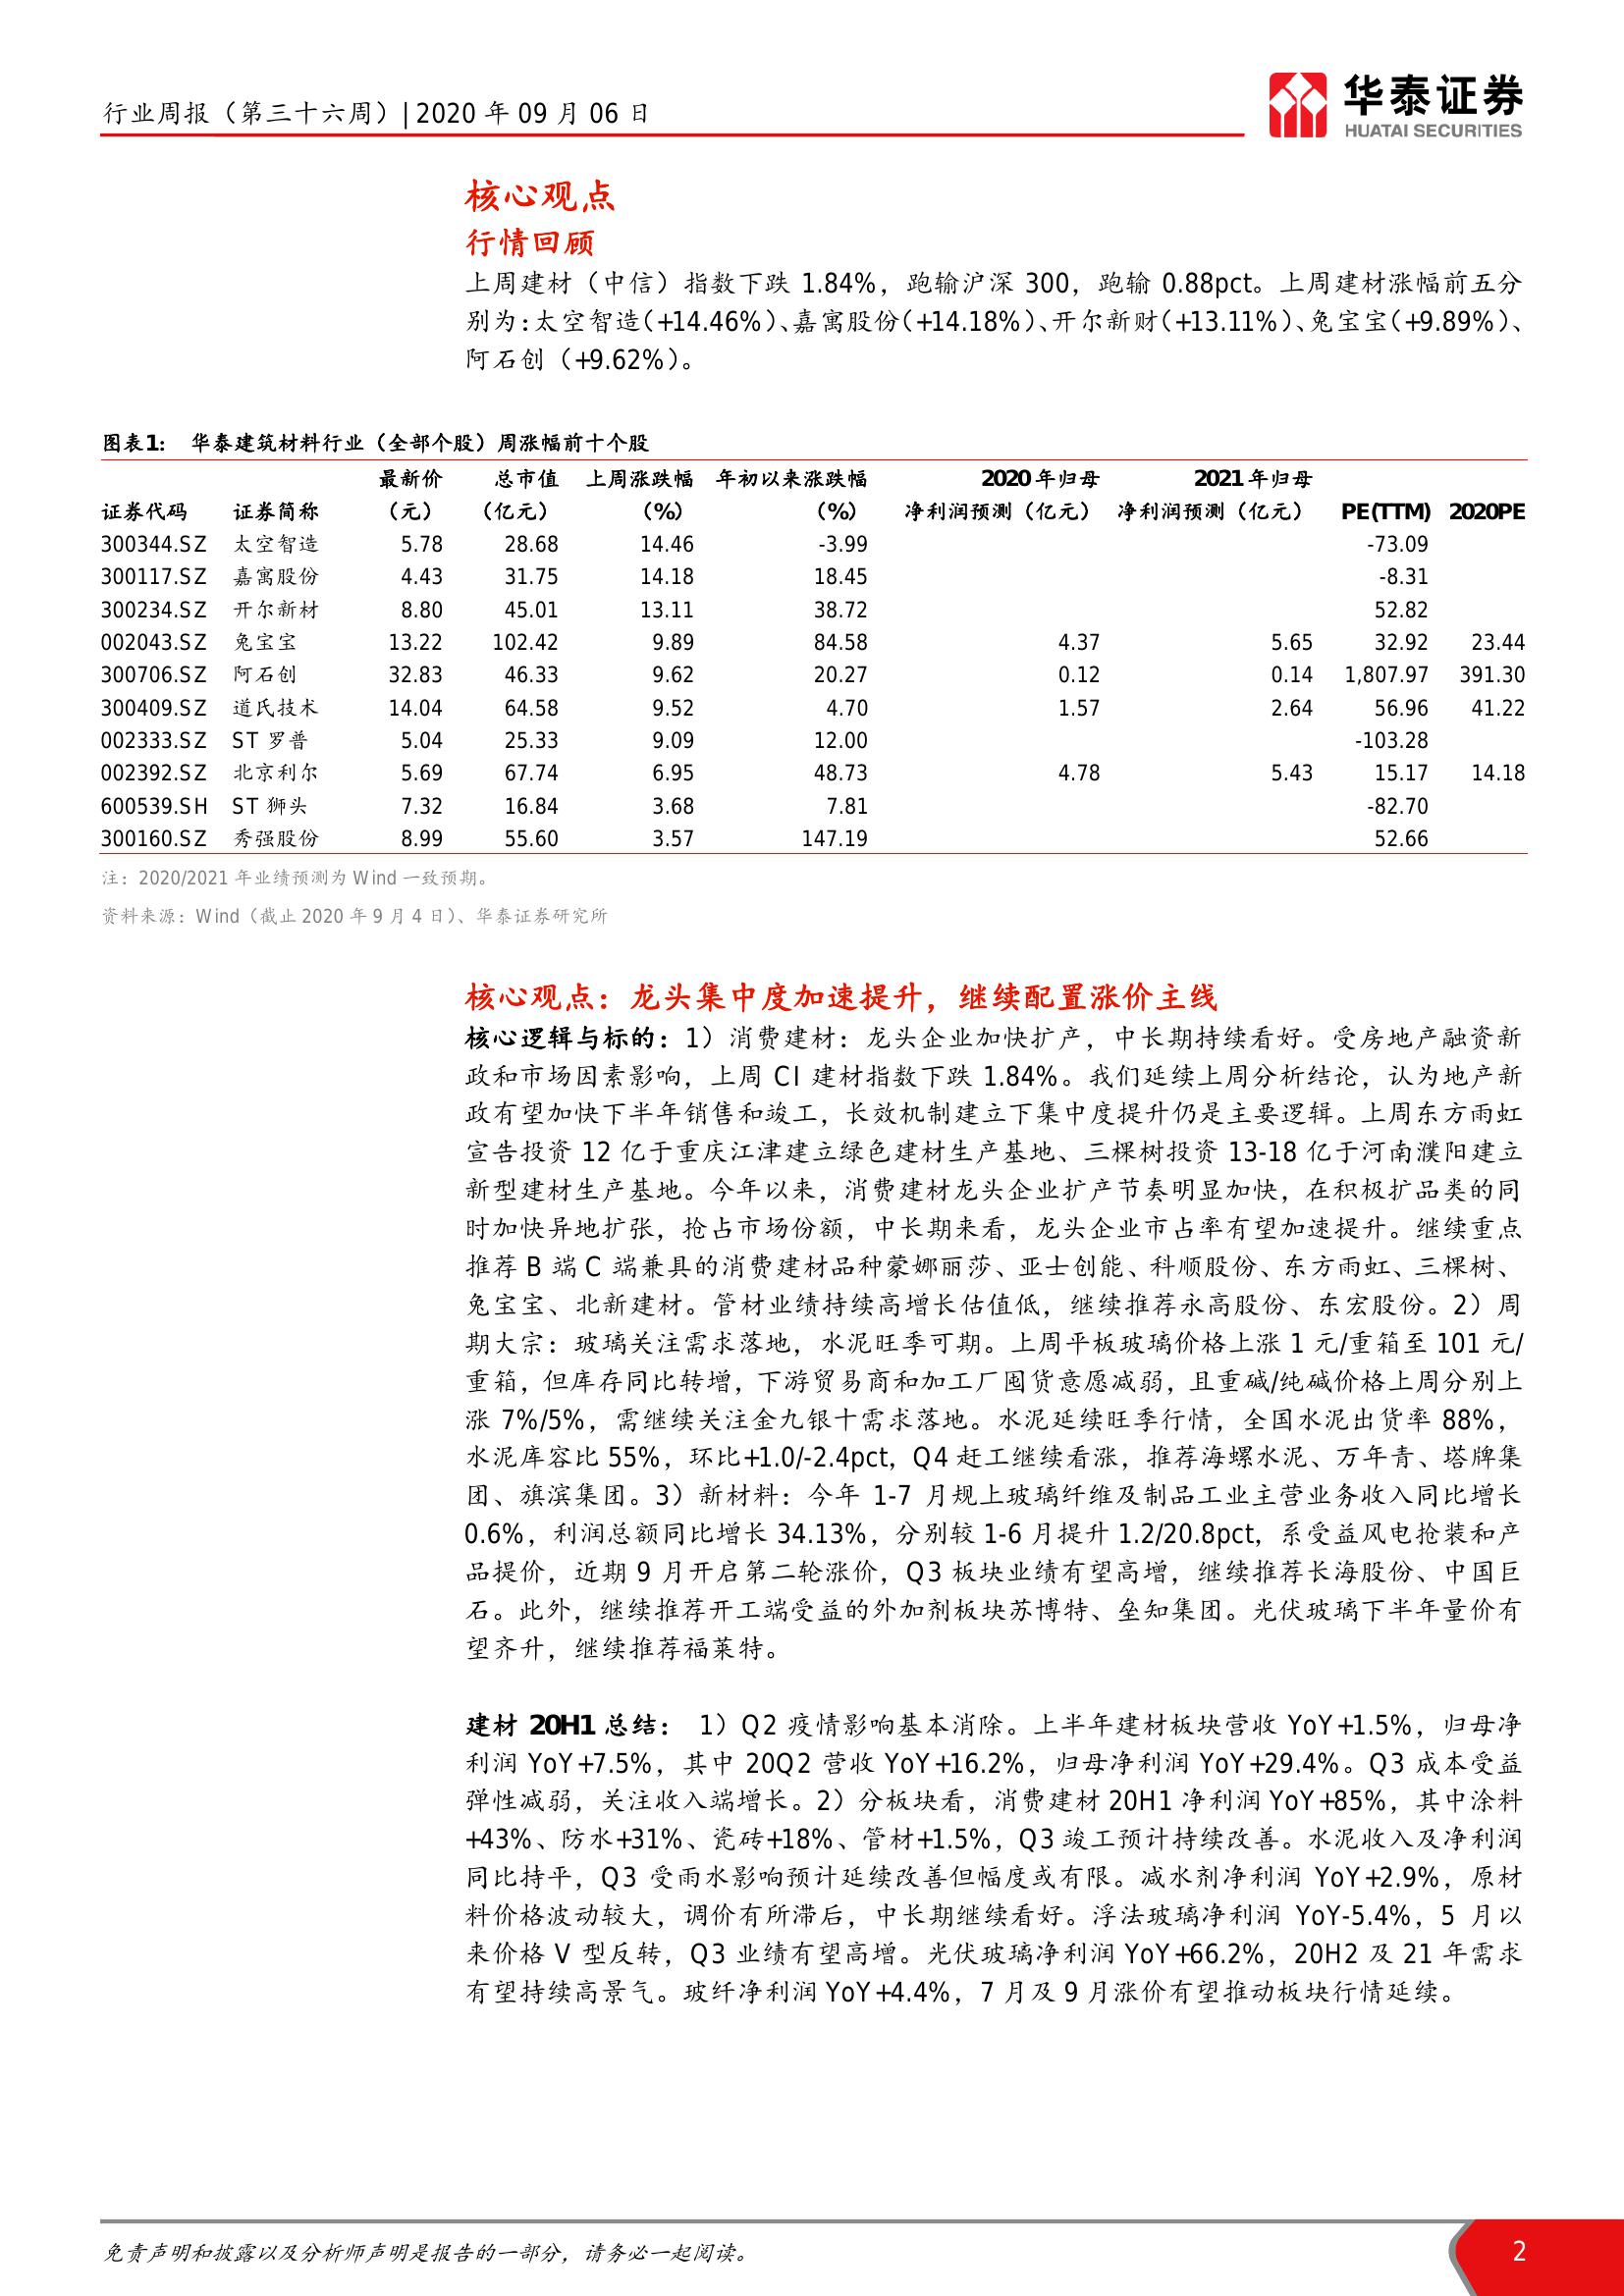 行业周报（第三十六周）| 2020 年 09 月 06 日
华泰证券
HUATAI SECURITIES
核心观点
行情回顾
上周建材（中信）指数下跌 1.84%，跑输沪深 300，跑输 0.88pct。上周建材涨幅前五分
别为：太空智造（+14.46%）、嘉寓股份（+14.18%）、开尔新财（+13.11%）、兔宝宝（+9.89%）、
阿石创（+9.62%）。
图表1： 华泰建筑材料行业（全部个股）周涨幅前十个股
最新价 总市值 上周涨跌幅 年初以来涨跌幅 2020 年归母 2021 年归母
证券代码 证券简称 （元） （亿元） （%） （%） 净利润预测（亿元） 净利润预测（亿元） PE(TTM) 2020PE
300344.SZ 太空智造 5.78 28.68 14.46 -3.99 -73.09
300117.SZ 嘉寓股份 4.43 31.75 14.18 18.45 -8.31
300234.SZ 开尔新材 8.80 45.01 13.11 38.72 52.82
002043.SZ 兔宝宝 13.22 102.42 9.89 84.58 4.37 5.65 32.92 23.44
300706.SZ 阿石创 32.83 46.33 9.62 20.27 0.12 0.14 1,807.97 391.30
300409.SZ 道氏技术 14.04 64.58 9.52 4.70 1.57 2.64 56.96 41.22
002333.SZ ST 罗普 5.04 25.33 9.09 12.00 -103.28
002392.SZ 北京利尔 5.69 67.74 6.95 48.73 4.78 5.43 15.17 14.18
600539.SH ST 狮头 7.32 16.84 3.68 7.81 -82.70
300160.SZ 秀强股份 8.99 55.60 3.57 147.19 52.66
注：2020/2021 年业绩预测为 Wind 一致预期。
资料来源：Wind（截止 2020 年 9 月 4 日）、华泰证券研究所
核心观点：龙头集中度加速提升，继续配置涨价主线
核心逻辑与标的：1）消费建材：龙头企业加快扩产，中长期持续看好。受房地产融资新
政和市场因素影响，上周 CI 建材指数下跌 1.84%。我们延续上周分析结论，认为地产新
政有望加快下半年销售和竣工，长效机制建立下集中度提升仍是主要逻辑。上周东方雨虹
宣告投资 12 亿于重庆江津建立绿色建材生产基地、三棵树投资 13-18 亿于河南濮阳建立
新型建材生产基地。今年以来，消费建材龙头企业扩产节奏明显加快，在积极扩品类的同
时加快异地扩张，抢占市场份额，中长期来看，龙头企业市占率有望加速提升。继续重点
推荐 B 端 C 端兼具的消费建材品种蒙娜丽莎、亚士创能、科顺股份、东方雨虹、三棵树、
兔宝宝、北新建材。管材业绩持续高增长估值低，继续推荐永高股份、东宏股份。2）周
期大宗：玻璃关注需求落地，水泥旺季可期。上周平板玻璃价格上涨 1 元/重箱至 101 元/
重箱，但库存同比转增，下游贸易商和加工厂囤货意愿减弱，且重碱/纯碱价格上周分别上
涨 7%/5%，需继续关注金九银十需求落地。水泥延续旺季行情，全国水泥出货率 88%，
水泥库容比 55%，环比+1.0/-2.4pct，Q4 赶工继续看涨，推荐海螺水泥、万年青、塔牌集
团、旗滨集团。3）新材料：今年 1-7 月规上玻璃纤维及制品工业主营业务收入同比增长
0.6%，利润总额同比增长 34.13%，分别较 1-6 月提升 1.2/20.8pct，系受益风电抢装和产
品提价，近期 9 月开启第二轮涨价，Q3 板块业绩有望高增，继续推荐长海股份、中国巨
石。此外，继续推荐开工端受益的外加剂板块苏博特、垒知集团。光伏玻璃下半年量价有
望齐升，继续推荐福莱特。
建材 20H1 总结： 1）Q2 疫情影响基本消除。上半年建材板块营收 YoY+1.5%，归母净
利润 YoY+7.5%，其中 20Q2 营收 YoY+16.2%，归母净利润 YoY+29.4%。Q3 成本受益
弹性减弱，关注收入端增长。2）分板块看，消费建材 20H1 净利润 YoY+85%，其中涂料
+43%、防水+31%、瓷砖+18%、管材+1.5%，Q3 竣工预计持续改善。水泥收入及净利润
同比持平，Q3 受雨水影响预计延续改善但幅度或有限。减水剂净利润 YoY+2.9%，原材
料价格波动较大，调价有所滞后，中长期继续看好。浮法玻璃净利润 YoY-5.4%，5 月以
来价格 V 型反转，Q3 业绩有望高增。光伏玻璃净利润 YoY+66.2%，20H2 及 21 年需求
有望持续高景气。玻纤净利润 YoY+4.4%，7 月及 9 月涨价有望推动板块行情延续。
免责声明和披露以及分析师声明是报告的一部分，请务必一起阅读。
2